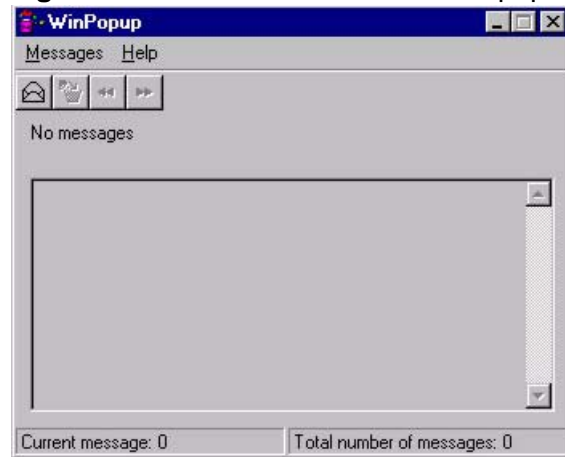 WinPopup
Messages Help
No messages
Current message: 0 Total number of messages: 0